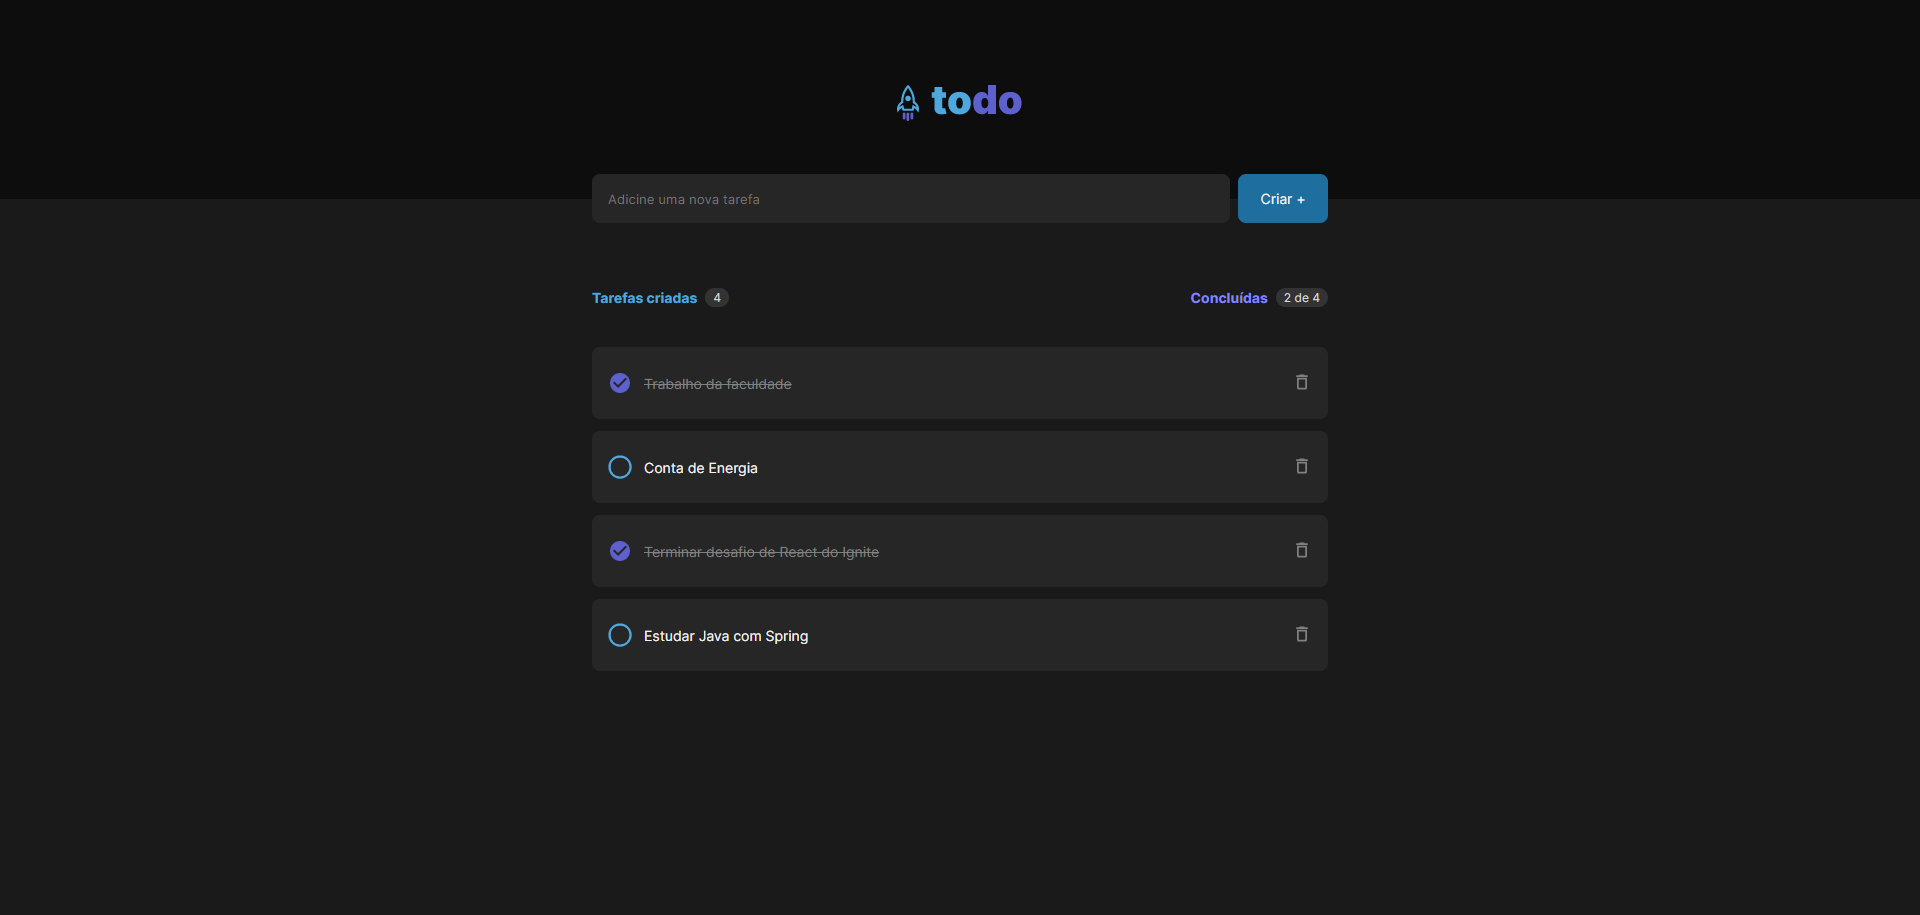 todo
Adicine uma nova tarefa
Criar +
Tarefas criadas 4
Concluídas 2 de 4
Trabalho da faculdade
Conta de Energia
Terminar desafio de React do Ignite
Estudar Java com Spring